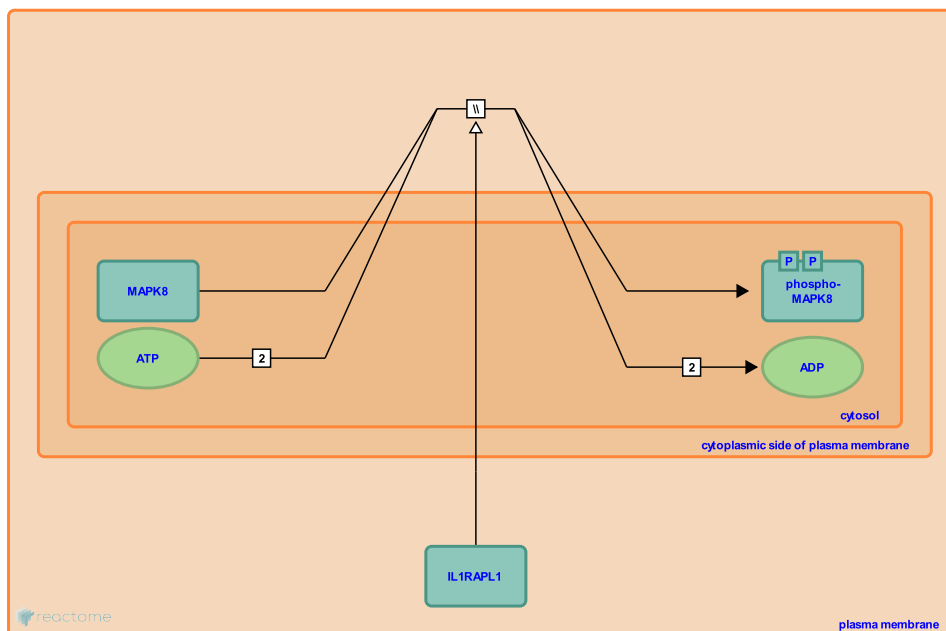 \\
MAPK8
P P
phospho-
MAPK8
ATP
2
2
ADP
cytosol
cytoplasmic side of plasma membrane
IL1RAPL1
reactome
plasma membrane